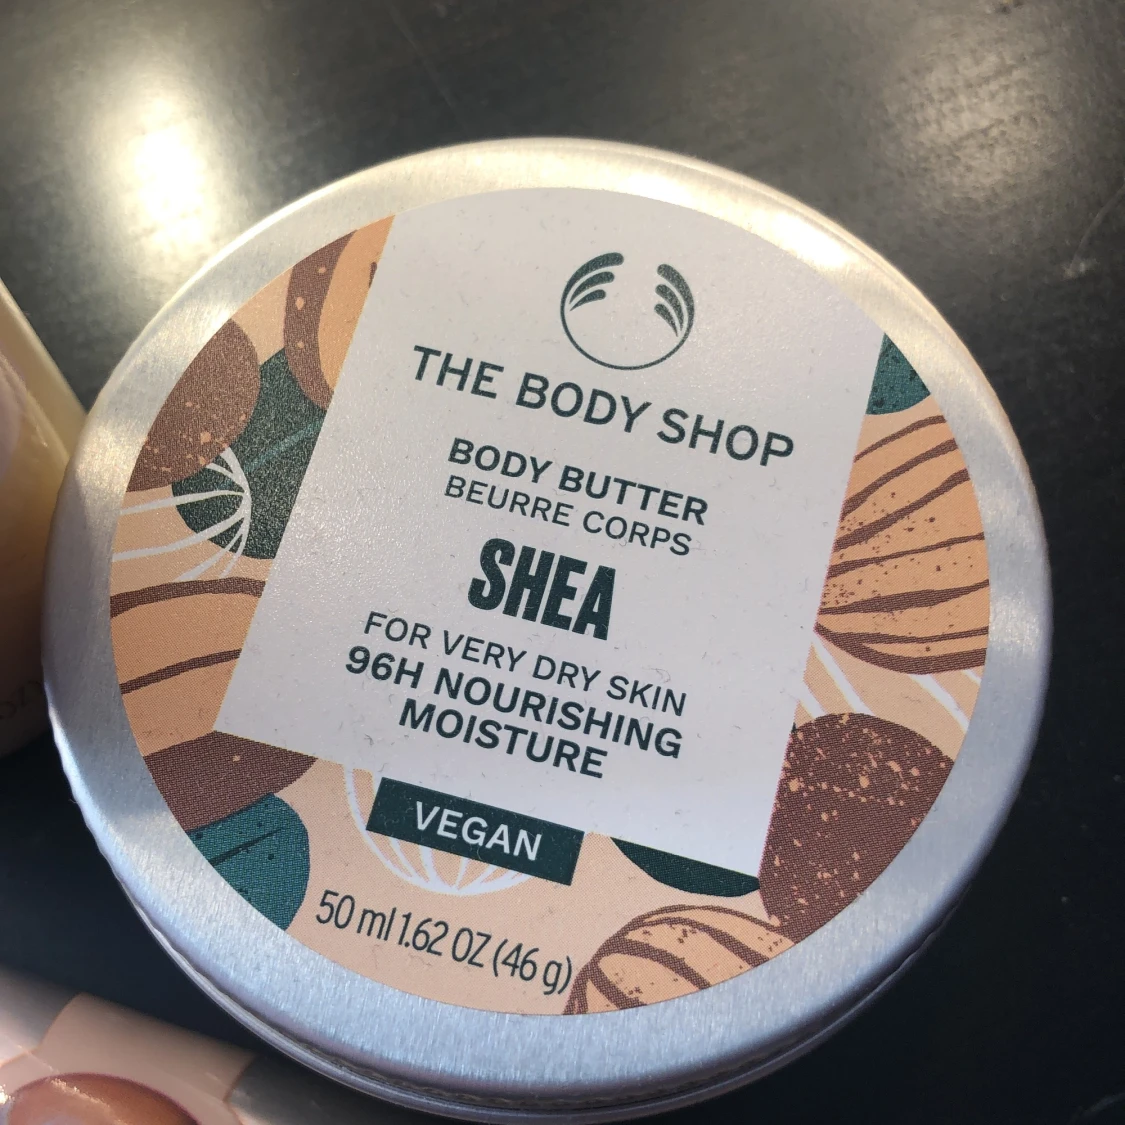 THE BODY SHOP
BODY BUTTER
BEURRE CORPS
SHEA
FOR VERY DRY SKIN
96H NOURISHING
MOISTURE
VEGAN
50 ml 1.62 OZ (46 g)